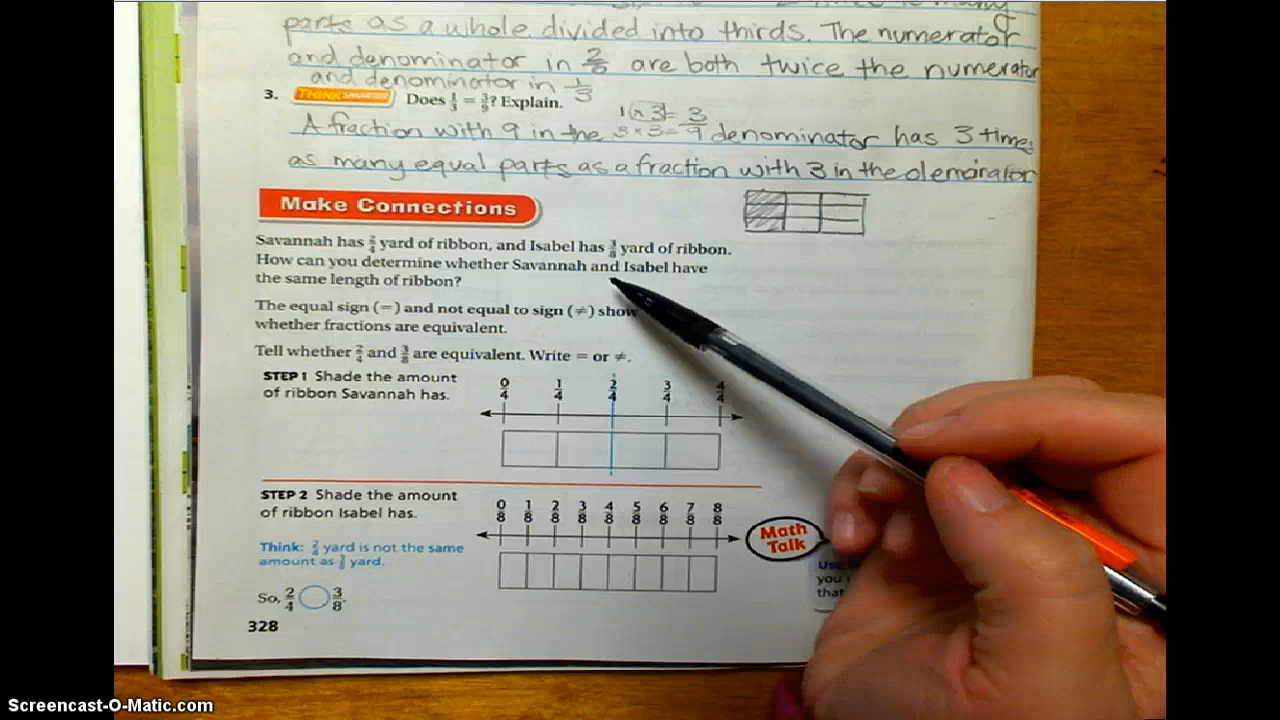 parts as a whole divided into thirds. The numerator
and denominator in 2/6 are both twice the numerator
and denominator in 1/3
3. THINK SMARTER Does 1/3 = 3/9? Explain.
1 × 3 = 3
3 × 3 = 9
A fraction with 9 in the denominator has 3 times
as many equal parts as a fraction with 3 in the
Make Connections
Savannah has 2/4 yard of ribbon, and Isabel has 3/8 yard of ribbon.
How can you determine whether Savannah and Isabel have
the same length of ribbon?
The equal sign (=) and not equal to sign (≠) show
whether fractions are equivalent.
Tell whether 2/4 and 3/8 are equivalent. Write = or ≠.
STEP 1 Shade the amount
of ribbon Savannah has.
0/4 1/4 2/4 3/4 4/4
STEP 2 Shade the amount
of ribbon Isabel has.
0/8 1/8 2/8 3/8 4/8 5/8 6/8 7/8 8/8
Think: 2/4 yard is not the same
amount as 3/8 yard.
Math
Talk
you
that
So, 2/4 3/8.
328
Screencast-O-Matic.com